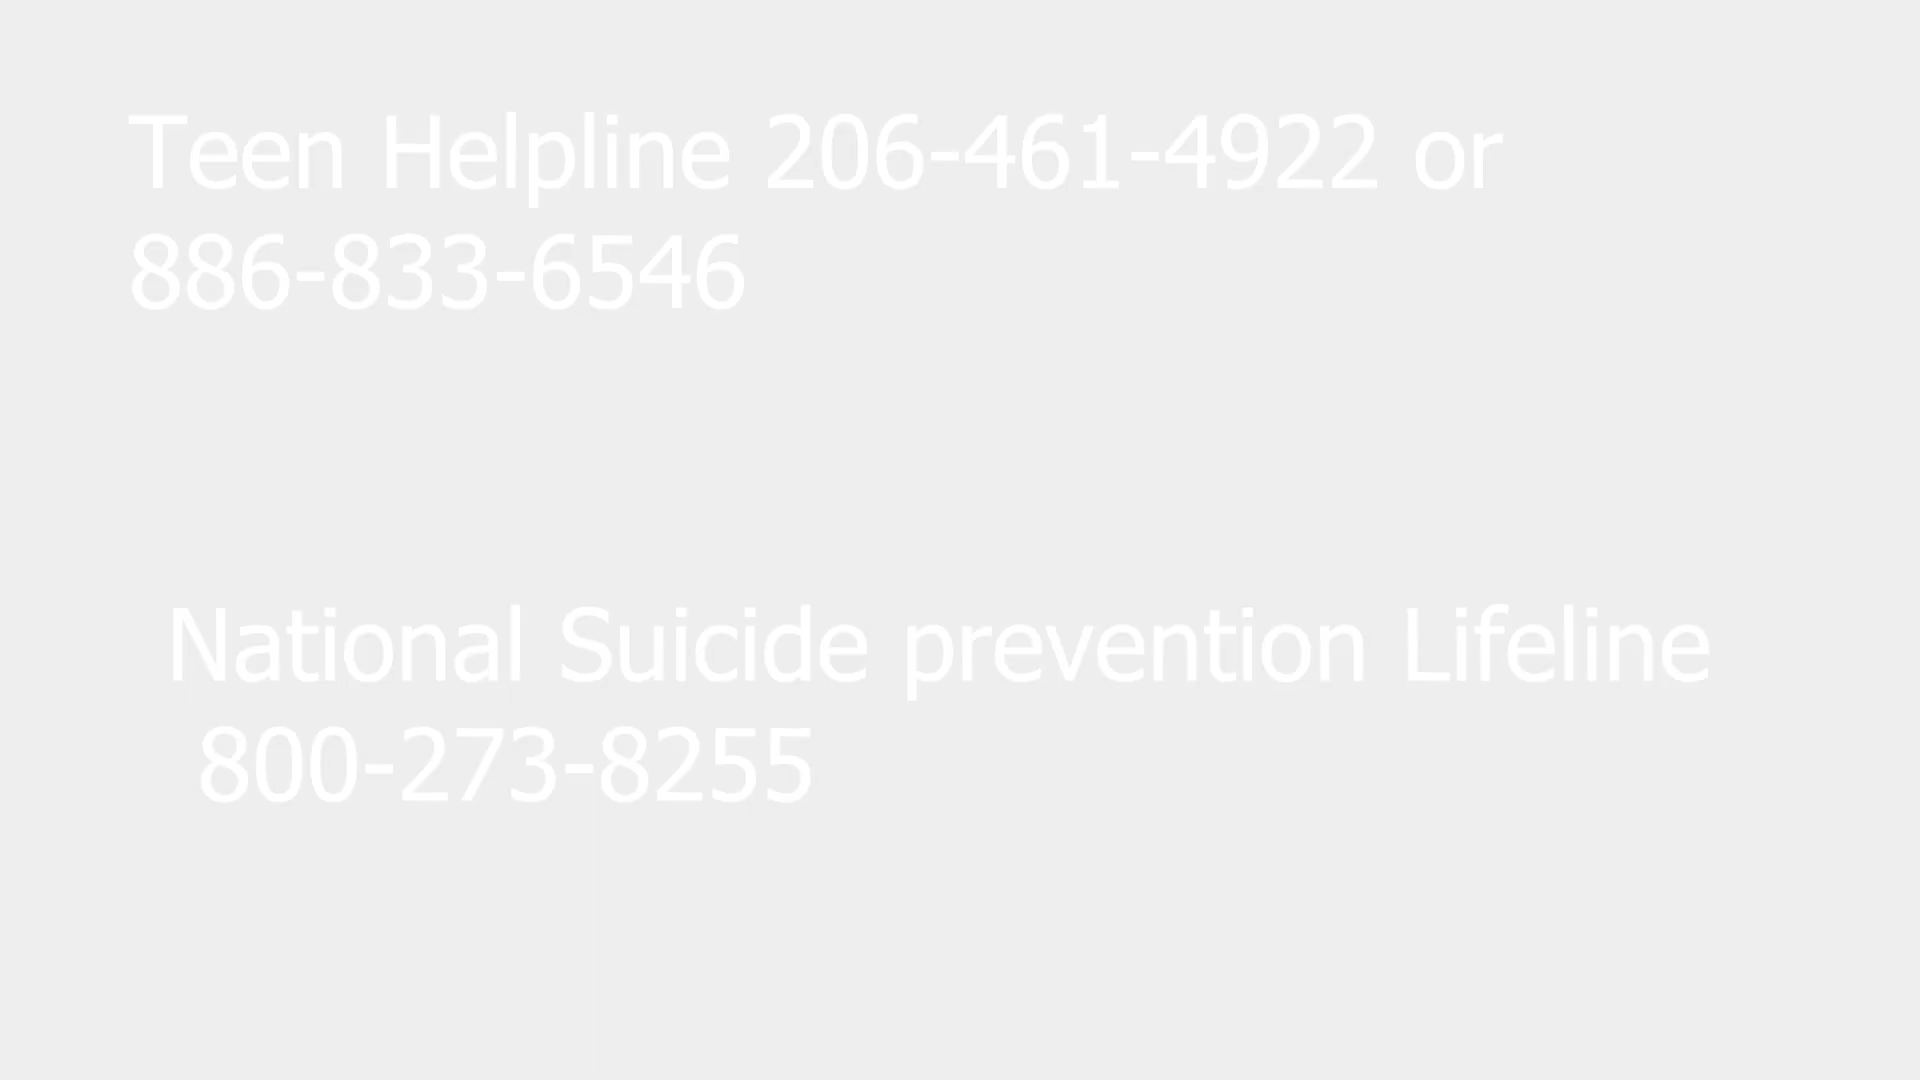 Teen Helpline 206-461-4922 or
886-833-6546
National Suicide prevention Lifeline
800-273-8255